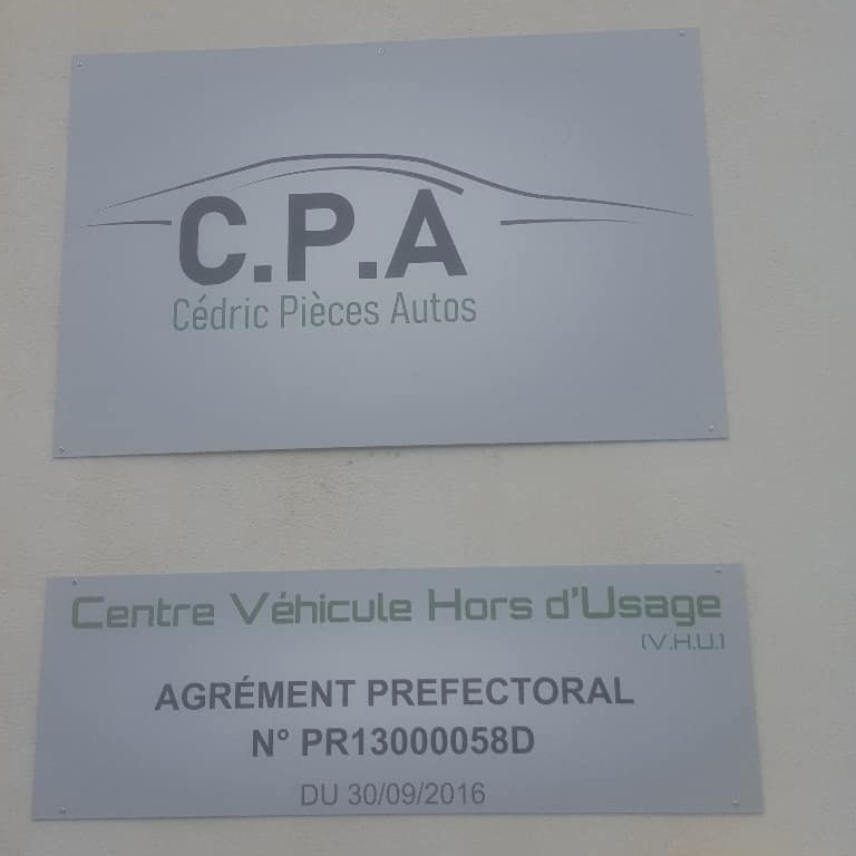 C.P.A
Cédric Pièces Autos
Centre Véhicule Hors d'Usage
(V.H.U.)
AGRÉMENT PREFECTORAL
N° PR13000058D
DU 30/09/2016